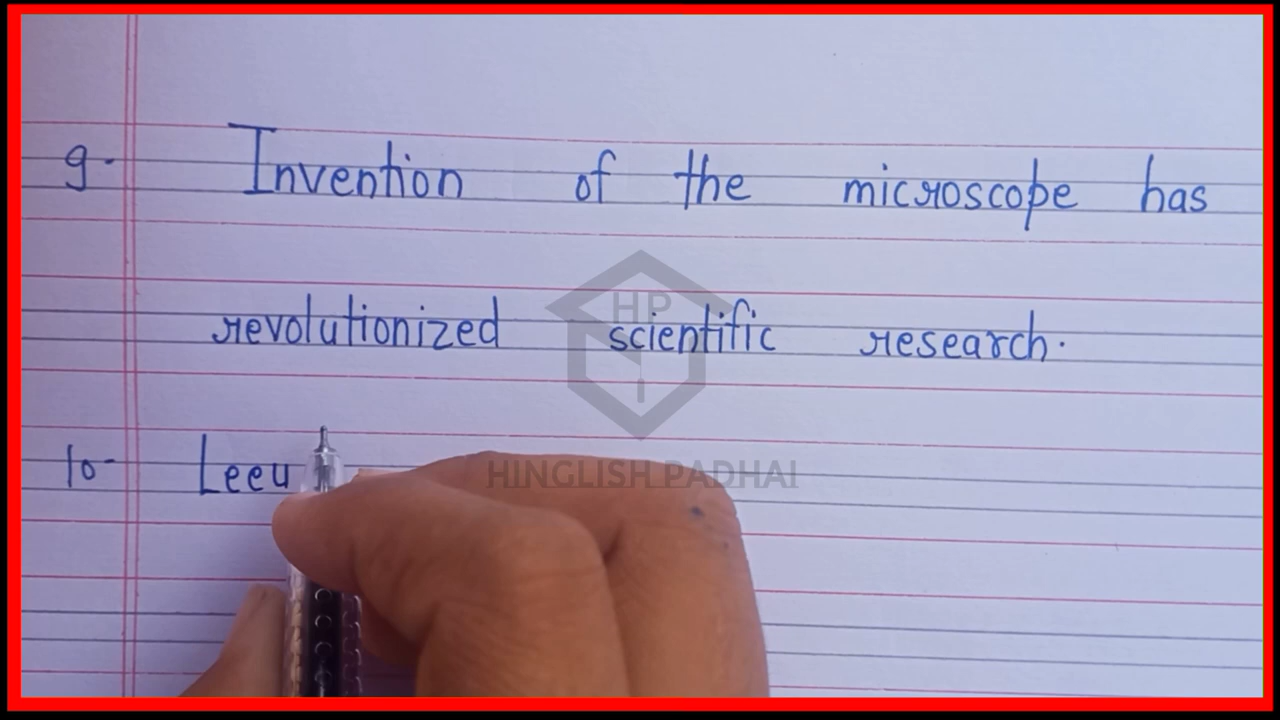 9. Invention of the microscope has
revolutionized scientific research.
10- Leeu
HP
HINGLISH PADHAI